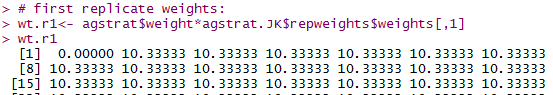 > # first replicate weights:
> wt.r1<- agstrat$weight*agstrat.JK$repweights$weights[,1]
> wt.r1
[1] 0.00000 10.33333 10.33333 10.33333 10.33333 10.33333 10.33333
[8] 10.33333 10.33333 10.33333 10.33333 10.33333 10.33333 10.33333
[15] 10.33333 10.33333 10.33333 10.33333 10.33333 10.33333 10.33333